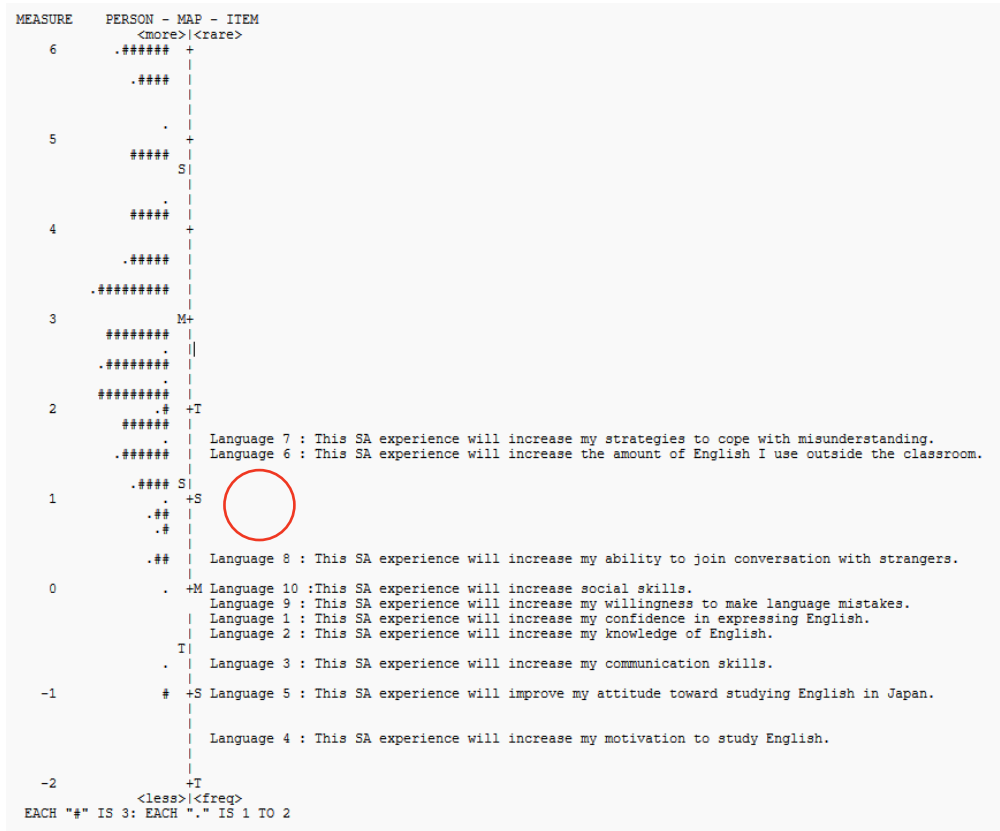 MEASURE    PERSON - MAP - ITEM
               <more>|<rare>
    6       .###### +
                     |
              .#### |
                     |
                     |
                  . |
    5                +
              ##### |
                   S|
                     |
                  . |
              ##### |
    4                +
                     |
             .##### |
                     |
         .######### |
                     |
    3              M+
           ######## |
                  . ||
          .######## |
                  . |
          ######### |
    2            .# +T
             ###### |
                  . |  Language 7 : This SA experience will increase my strategies to cope with misunderstanding.
            .###### |  Language 6 : This SA experience will increase the amount of English I use outside the classroom.
                     |
              .#### S|
    1             . +S
                .## |
                 .# |
                     |
                .## |  Language 8 : This SA experience will increase my ability to join conversation with strangers.
                     |
    0             . +M Language 10 :This SA experience will increase social skills.
                       Language 9 : This SA experience will increase my willingness to make language mistakes.
                    |  Language 1 : This SA experience will increase my confidence in expressing English.
                    |  Language 2 : This SA experience will increase my knowledge of English.
                   T|
                  . |  Language 3 : This SA experience will increase my communication skills.
                     |
   -1             # +S Language 5 : This SA experience will improve my attitude toward studying English in Japan.
                     |
                     |
                    |  Language 4 : This SA experience will increase my motivation to study English.
                     |
                     |
   -2               +T
               <less>|<freq>
 EACH "#" IS 3: EACH "." IS 1 TO 2